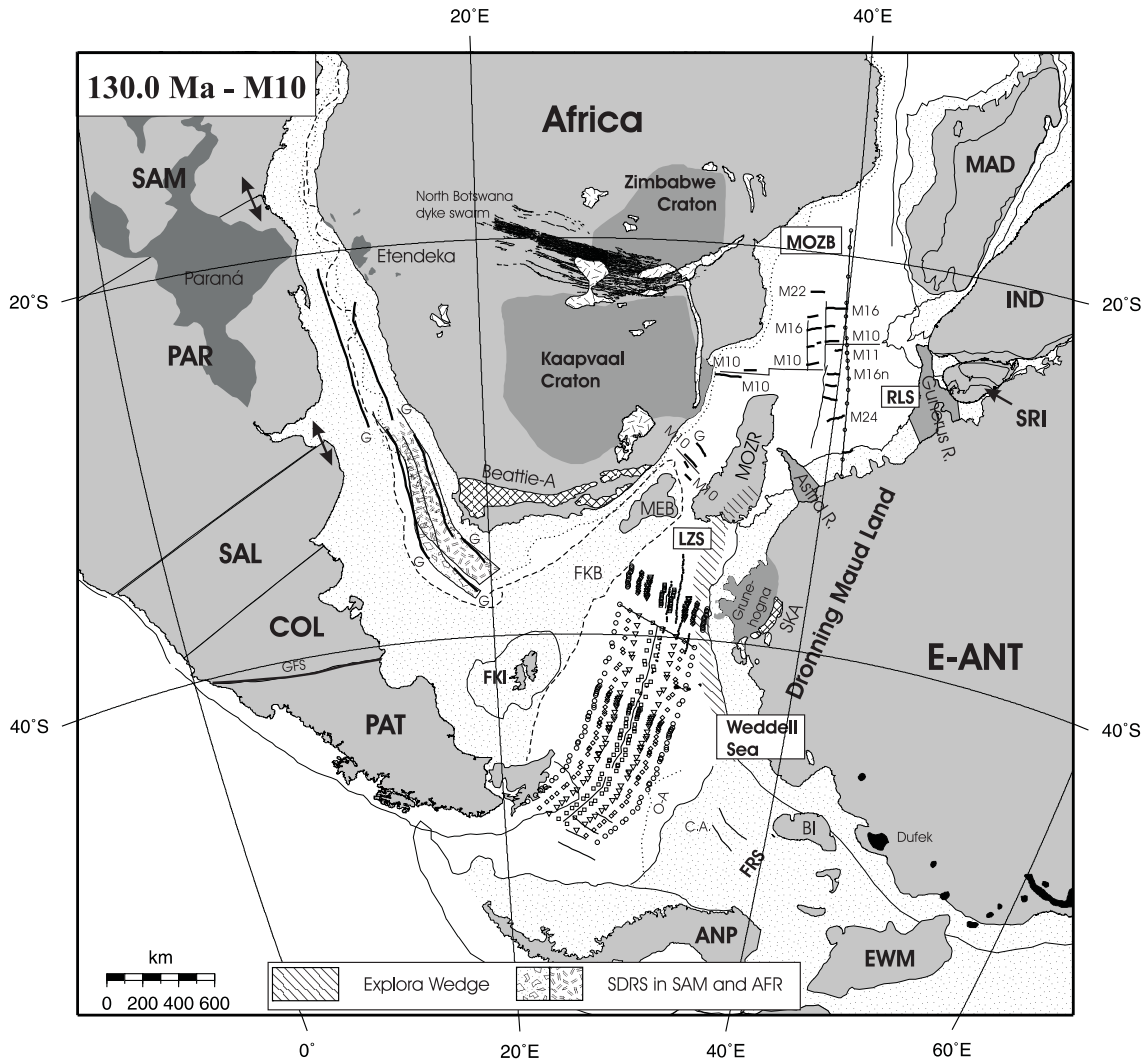 20°E
40°E
130.0 Ma - M10
Africa
MAD
SAM
Zimbabwe
Craton
North Botswana
dyke swarm
MOZB
Etendeka
Paraná
M22
IND
20°S
20°S
M16
M16
M10
PAR
Kaapvaal
Craton
M10
M10
M11
M10
M16n
RLS
Gunnerus R.
SRI
M24
G
G
M10
G
MOZR
Beattie-A
M0
MEB
Astrid R.
SAL
G
G
LZS
FKB
G
Grune-
hogna
SKA
Dronning Maud Land
COL
GFS
FKI
E-ANT
PAT
Weddell
Sea
40°S
40°S
O.A.
C.A.
BI
Dufek
FRS
ANP
EWM
km
0 200 400 600
Explora Wedge
SDRS in SAM and AFR
0°
20°E
40°E
60°E